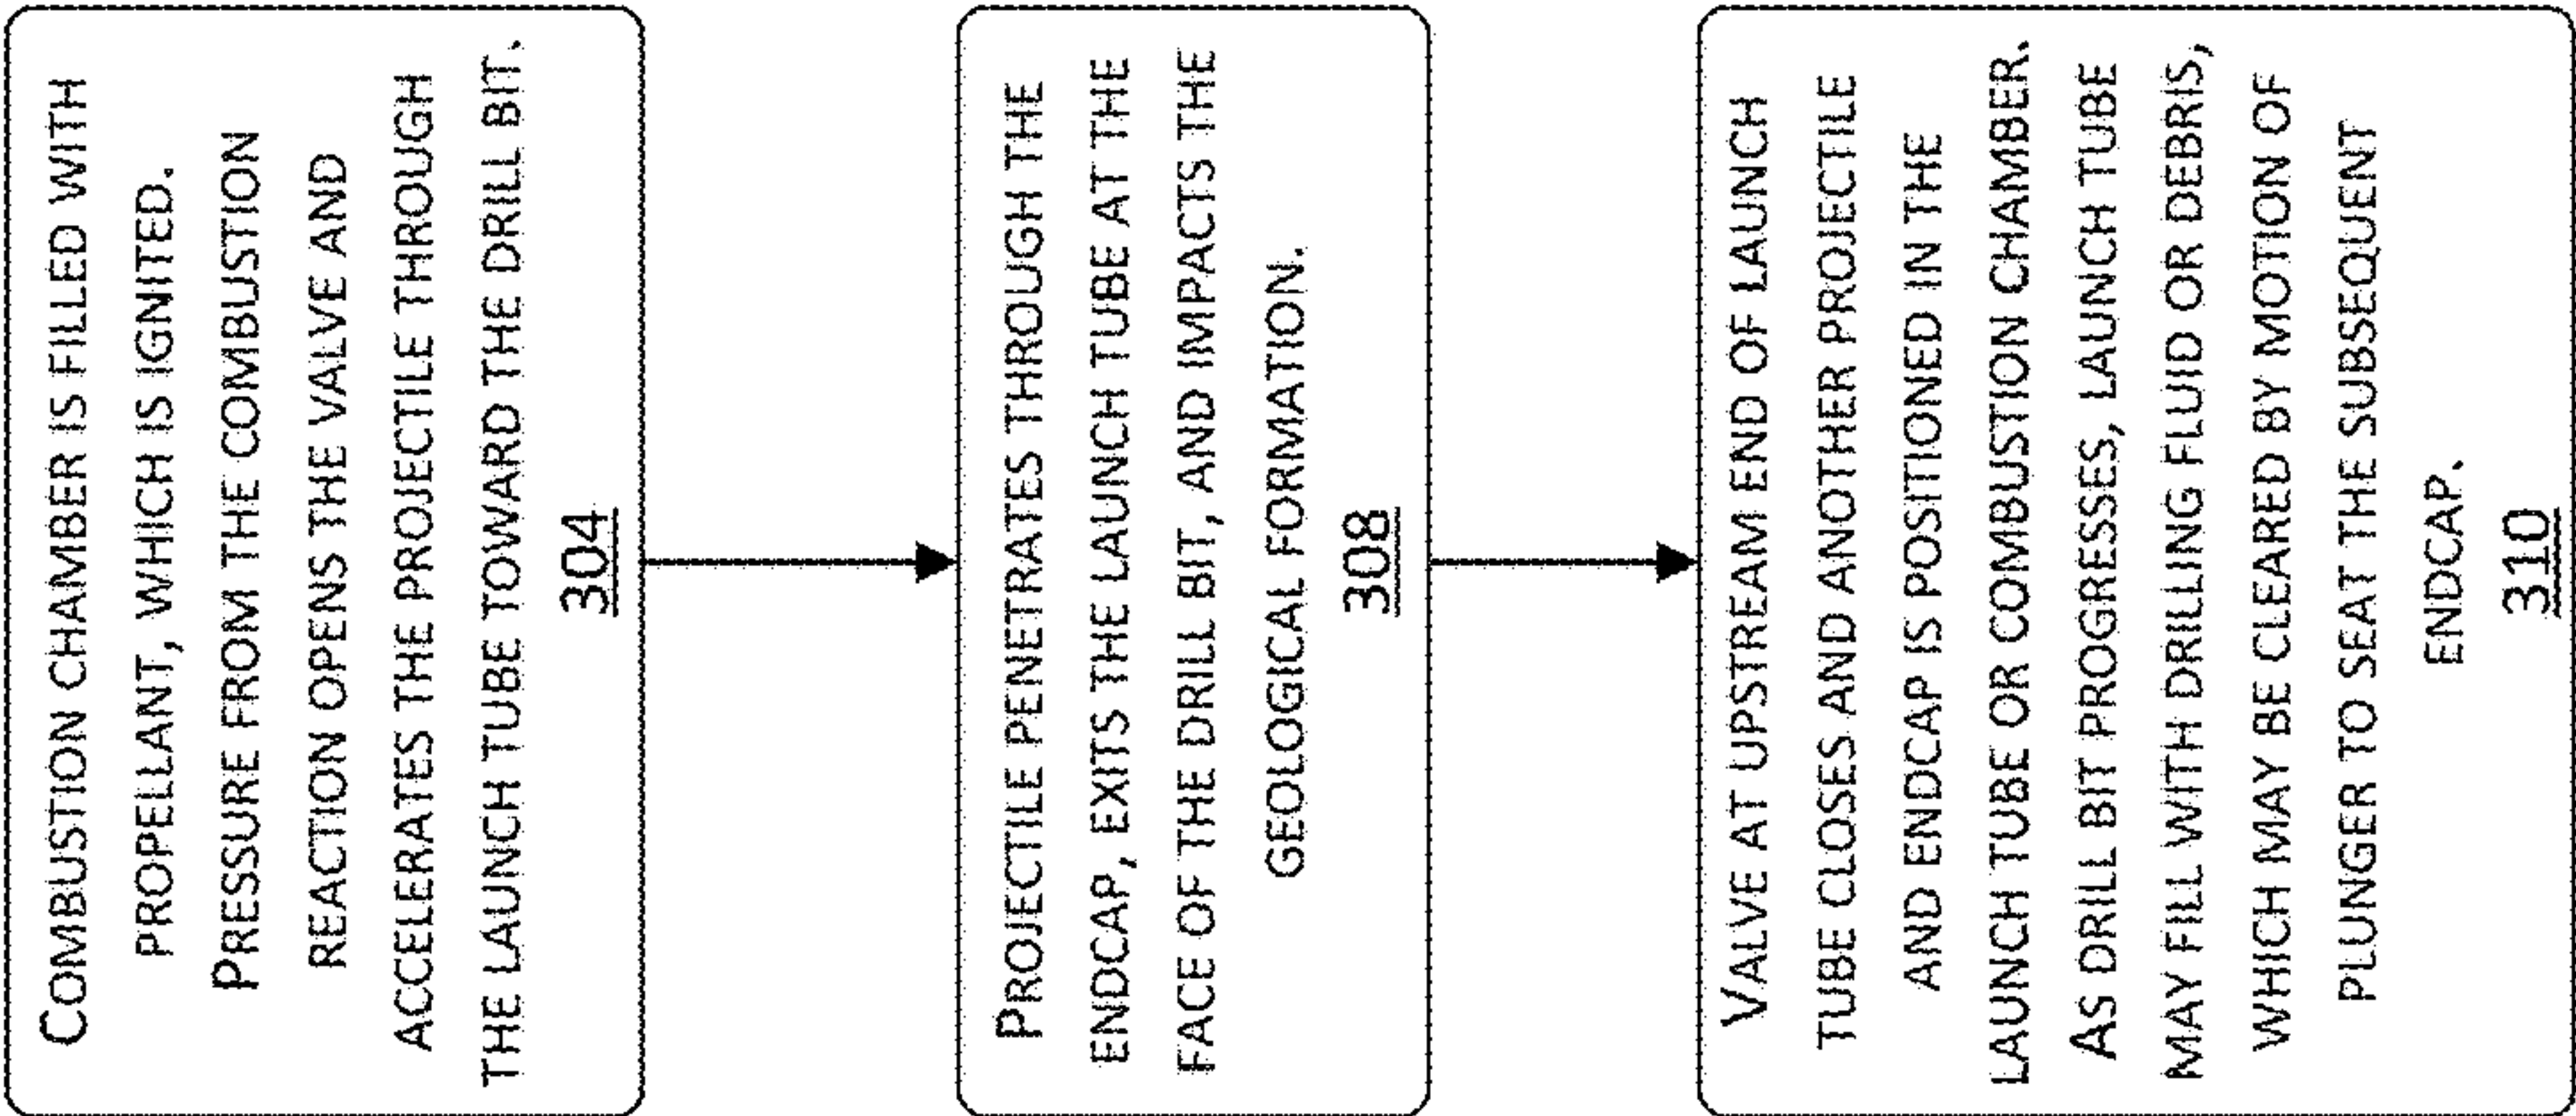 COMBUSTION CHAMBER IS FILLED WITH
PROPELLANT, WHICH IS IGNITED.
PRESSURE FROM THE COMBUSTION
REACTION OPENS THE VALVE AND
ACCELERATES THE PROJECTILE THROUGH
THE LAUNCH TUBE TOWARD THE DRILL BIT.
304
PROJECTILE PENETRATES THROUGH THE
ENDCAP, EXITS THE LAUNCH TUBE AT THE
FACE OF THE DRILL BIT, AND IMPACTS THE
GEOLOGICAL FORMATION.
308
VALVE AT UPSTREAM END OF LAUNCH
TUBE CLOSES AND ANOTHER PROJECTILE
AND ENDCAP IS POSITIONED IN THE
LAUNCH TUBE OR COMBUSTION CHAMBER.
AS DRILL BIT PROGRESSES, LAUNCH TUBE
MAY FILL WITH DRILLING FLUID OR DEBRIS,
WHICH MAY BE CLEARED BY MOTION OF
PLUNGER TO SEAT THE SUBSEQUENT
ENDCAP.
310